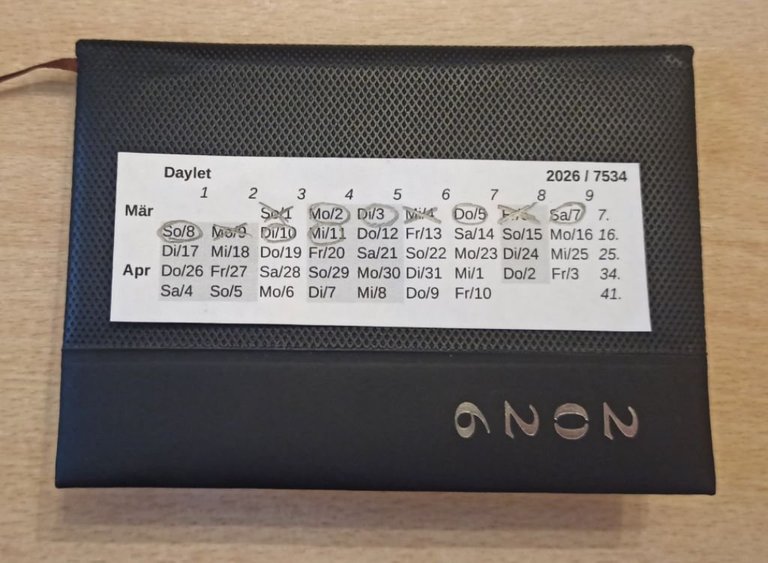 Daylet 2026 / 7534
1 2 3 4 5 6 7 8 9
Mär So/1 Mo/2 Di/3 Mi/4 Do/5 Fr/6 Sa/7 7.
So/8 Mo/9 Di/10 Mi/11 Do/12 Fr/13 Sa/14 So/15 Mo/16 16.
Di/17 Mi/18 Do/19 Fr/20 Sa/21 So/22 Mo/23 Di/24 Mi/25 25.
Apr Do/26 Fr/27 Sa/28 So/29 Mo/30 Di/31 Mi/1 Do/2 Fr/3 34.
Sa/4 So/5 Mo/6 Di/7 Mi/8 Do/9 Fr/10 41.
2026